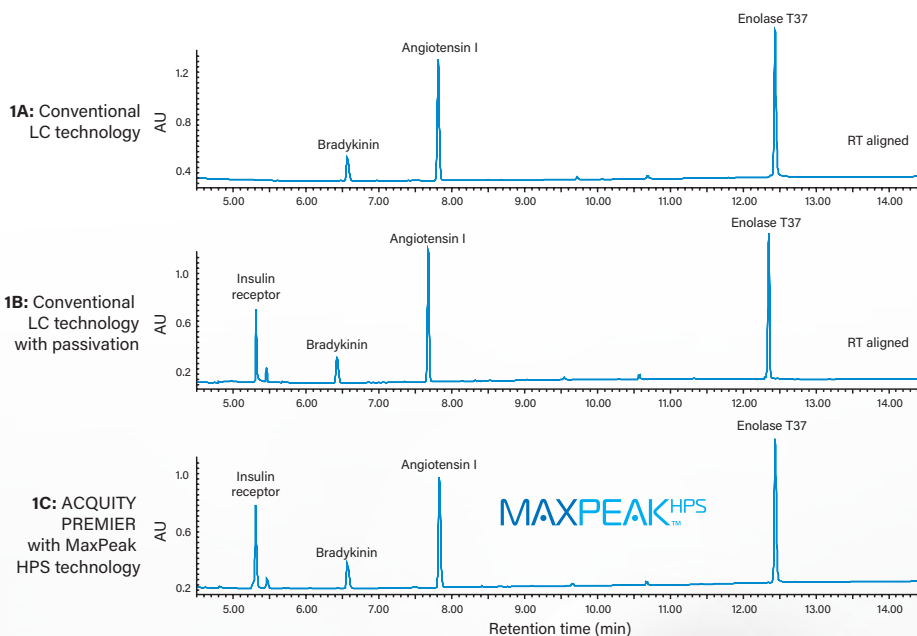 1A: Conventional
LC technology
AU
1.2
0.8
0.4
Bradykinin
Angiotensin I
Enolase T37
RT aligned
5.00 6.00 7.00 8.00 9.00 10.00 11.00 12.00 13.00 14.00
1B: Conventional
LC technology
with passivation
AU
1.0
0.6
0.2
Insulin
receptor
Bradykinin
Angiotensin I
Enolase T37
RT aligned
5.00 6.00 7.00 8.00 9.00 10.00 11.00 12.00 13.00 14.00
1C: ACQUITY
PREMIER
with MaxPeak
HPS technology
AU
1.0
0.6
0.2
Insulin
receptor
Bradykinin
Angiotensin I
MAXPEAK HPS ™
Enolase T37
5.00 6.00 7.00 8.00 9.00 10.00 11.00 12.00 13.00 14.00
Retention time (min)